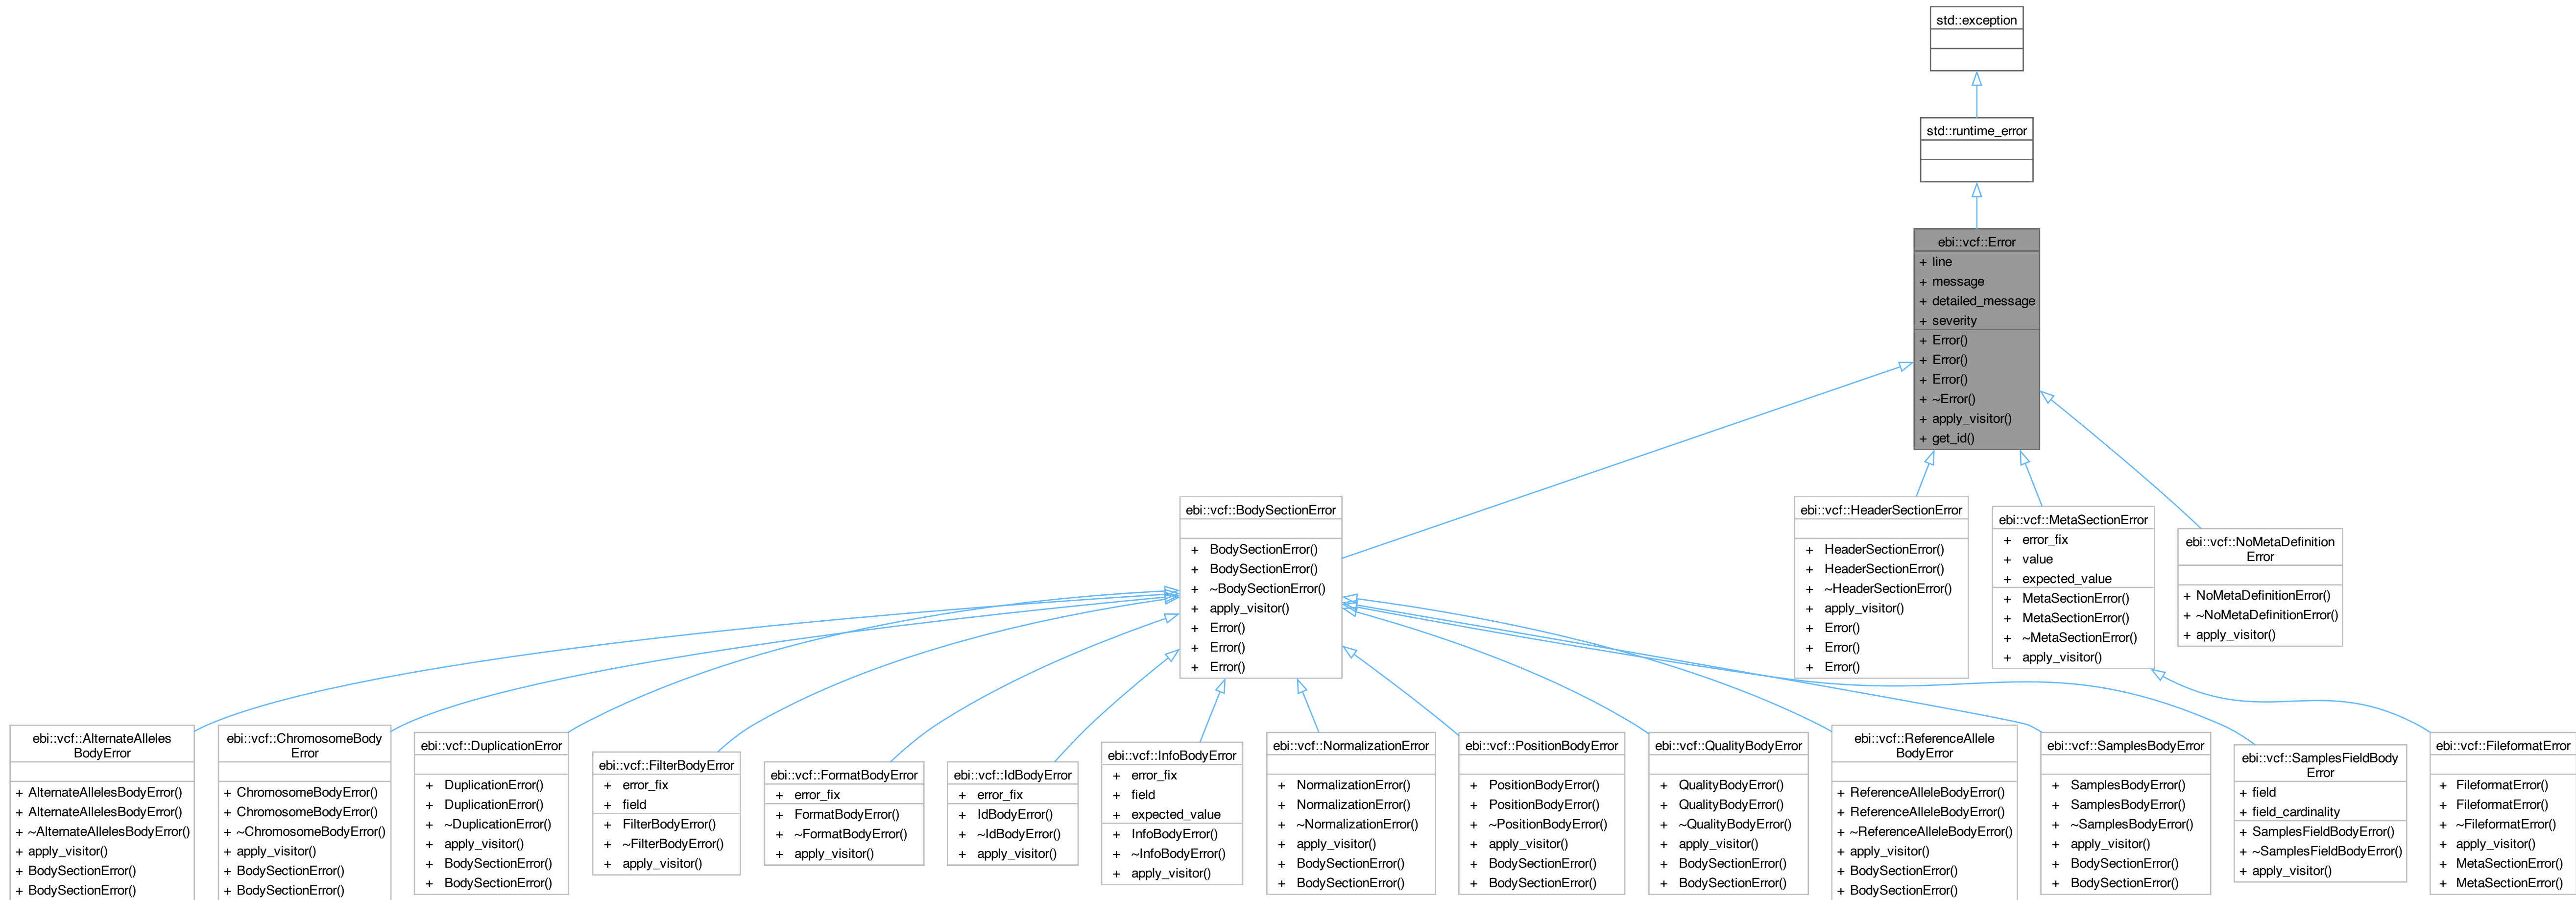 std::exception
std::runtime_error
ebi::vcf::Error
+ line
+ message
+ detailed_message
+ severity
+ Error()
+ Error()
+ Error()
+ ~Error()
+ apply_visitor()
+ get_id()
ebi::vcf::BodySectionError
+ BodySectionError()
+ BodySectionError()
+ ~BodySectionError()
+ apply_visitor()
+ Error()
+ Error()
+ Error()
ebi::vcf::HeaderSectionError
+ HeaderSectionError()
+ HeaderSectionError()
+ ~HeaderSectionError()
+ apply_visitor()
+ Error()
+ Error()
+ Error()
ebi::vcf::MetaSectionError
+ error_fix
+ value
+ expected_value
+ MetaSectionError()
+ MetaSectionError()
+ ~MetaSectionError()
+ apply_visitor()
ebi::vcf::NoMetaDefinition
Error
+ NoMetaDefinitionError()
+ ~NoMetaDefinitionError()
+ apply_visitor()
ebi::vcf::AlternateAlleles
BodyError
+ AlternateAllelesBodyError()
+ AlternateAllelesBodyError()
+ ~AlternateAllelesBodyError()
+ apply_visitor()
+ BodySectionError()
+ BodySectionError()
ebi::vcf::ChromosomeBody
Error
+ ChromosomeBodyError()
+ ChromosomeBodyError()
+ ~ChromosomeBodyError()
+ apply_visitor()
+ BodySectionError()
+ BodySectionError()
ebi::vcf::DuplicationError
+ DuplicationError()
+ DuplicationError()
+ ~DuplicationError()
+ apply_visitor()
+ BodySectionError()
+ BodySectionError()
ebi::vcf::FilterBodyError
+ error_fix
+ field
+ FilterBodyError()
+ ~FilterBodyError()
+ apply_visitor()
ebi::vcf::FormatBodyError
+ error_fix
+ FormatBodyError()
+ ~FormatBodyError()
+ apply_visitor()
ebi::vcf::IdBodyError
+ error_fix
+ IdBodyError()
+ ~IdBodyError()
+ apply_visitor()
ebi::vcf::InfoBodyError
+ error_fix
+ field
+ expected_value
+ InfoBodyError()
+ ~InfoBodyError()
+ apply_visitor()
ebi::vcf::NormalizationError
+ NormalizationError()
+ NormalizationError()
+ ~NormalizationError()
+ apply_visitor()
+ BodySectionError()
+ BodySectionError()
ebi::vcf::PositionBodyError
+ PositionBodyError()
+ PositionBodyError()
+ ~PositionBodyError()
+ apply_visitor()
+ BodySectionError()
+ BodySectionError()
ebi::vcf::QualityBodyError
+ QualityBodyError()
+ QualityBodyError()
+ ~QualityBodyError()
+ apply_visitor()
+ BodySectionError()
+ BodySectionError()
ebi::vcf::ReferenceAllele
BodyError
+ ReferenceAlleleBodyError()
+ ReferenceAlleleBodyError()
+ ~ReferenceAlleleBodyError()
+ apply_visitor()
+ BodySectionError()
+ BodySectionError()
ebi::vcf::SamplesBodyError
+ SamplesBodyError()
+ SamplesBodyError()
+ ~SamplesBodyError()
+ apply_visitor()
+ BodySectionError()
+ BodySectionError()
ebi::vcf::SamplesFieldBody
Error
+ field
+ field_cardinality
+ SamplesFieldBodyError()
+ ~SamplesFieldBodyError()
+ apply_visitor()
ebi::vcf::FileformatError
+ FileformatError()
+ FileformatError()
+ ~FileformatError()
+ apply_visitor()
+ MetaSectionError()
+ MetaSectionError()